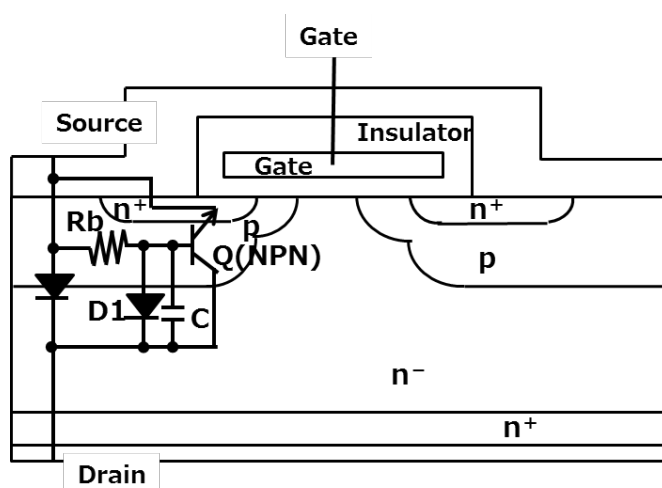 Gate
Source
Insulator
Gate
n⁺
n⁺
Rb
p
Q(NPN)
p
D1
C
n⁻
n⁺
Drain